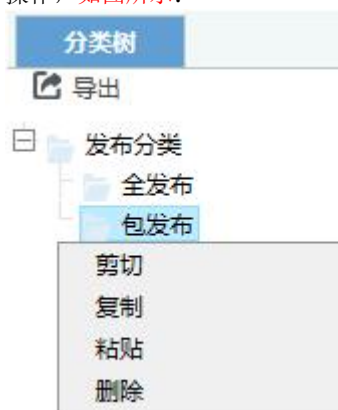 操作，如图所示：
分类树
导出
发布分类
全发布
包发布
剪切
复制
粘贴
删除